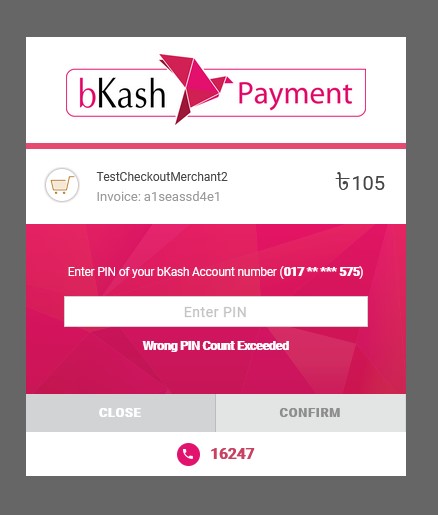 bKash Payment
TestCheckoutMerchant2
Invoice: a1seassd4e1
৳105
Enter PIN of your bKash Account number (017 ** *** 575)
Enter PIN
Wrong PIN Count Exceeded
CLOSE CONFIRM
16247